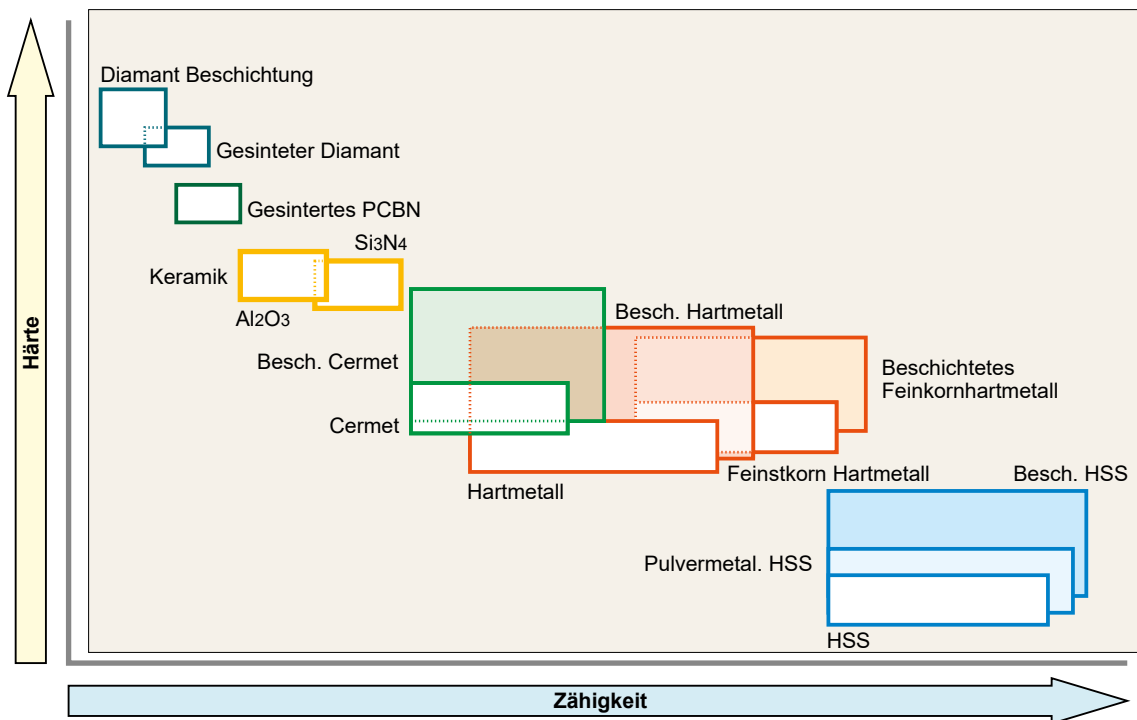 Diamant Beschichtung
Gesinteter Diamant
Gesintertes PCBN
Si3N4
Keramik
Al2O3
Besch. Hartmetall
Besch. Cermet
Beschichtetes
Feinkornhartmetall
Cermet
Hartmetall
Feinstkorn Hartmetall
Besch. HSS
Pulvermetal. HSS
HSS
Härte
Zähigkeit